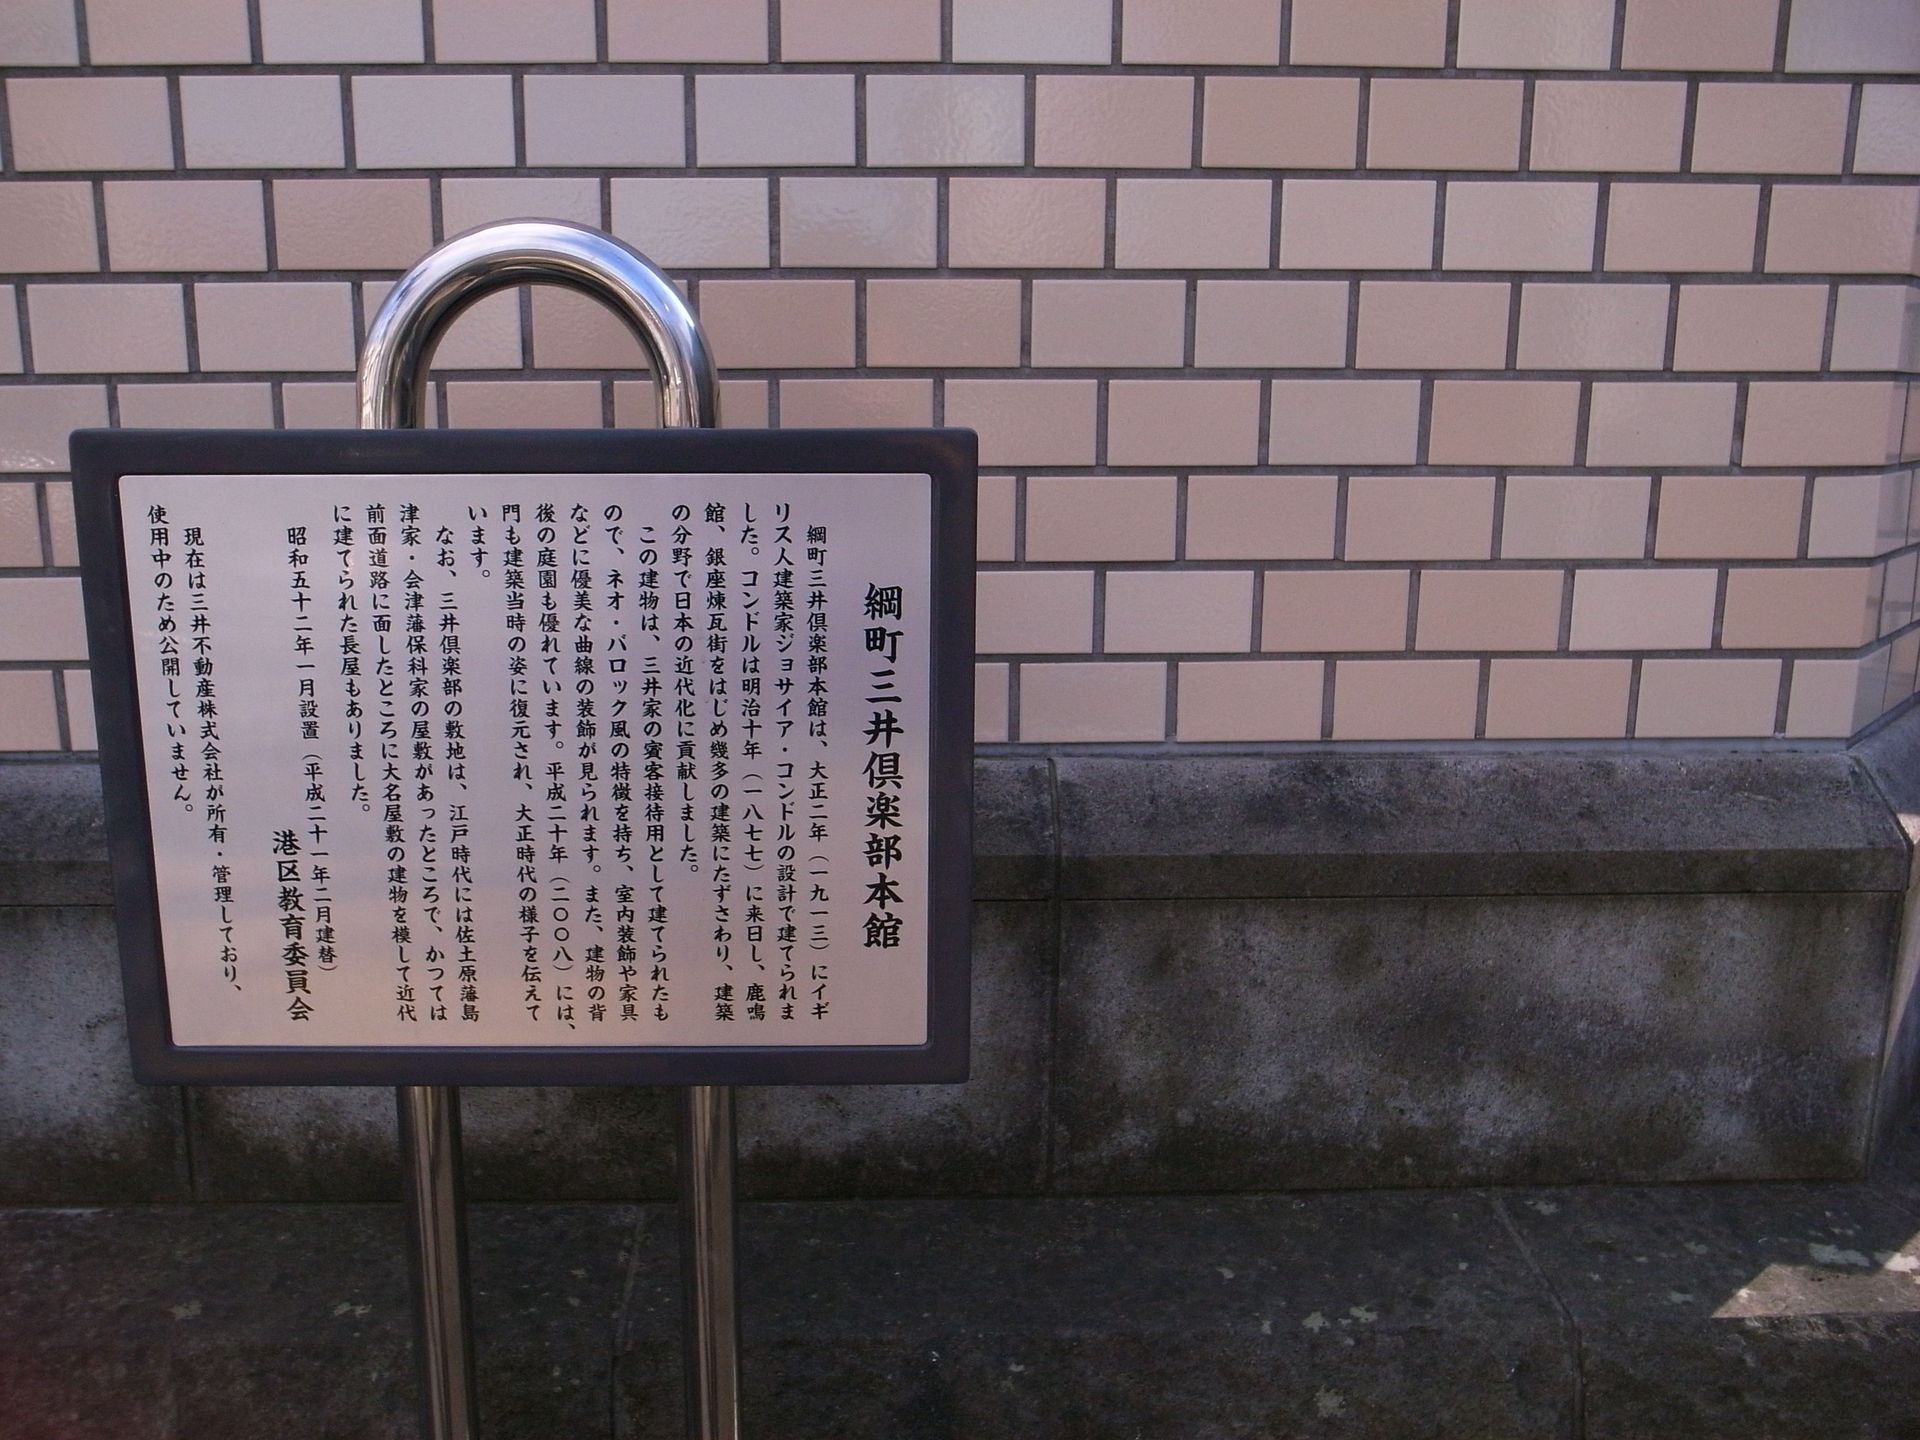 綱町三井倶楽部本館
綱町三井倶楽部本館は、大正二年（一九一三）にイギ
リス人建築家ジョサイア・コンドルの設計で建てられま
した。コンドルは明治十年（一八七七）に来日し、鹿鳴
館、銀座煉瓦街をはじめ幾多の建築にたずさわり、建築
の分野で日本の近代化に貢献しました。
この建物は、三井家の賓客接待用として建てられたも
ので、ネオ・バロック風の特徴を持ち、室内装飾や家具
などに優美な曲線の装飾が見られます。また、建物の背
後の庭園も優れています。平成二十年（二〇〇八）には、
門も建築当時の姿に復元され、大正時代の様子を伝えて
います。
なお、三井倶楽部の敷地は、江戸時代には佐土原藩島
津家・会津藩保科家の屋敷があったところで、かつては
前面道路に面したところに大名屋敷の建物を模して近代
に建てられた長屋もありました。
昭和五十二年一月設置（平成二十一年二月建替）
港区教育委員会
現在は三井不動産株式会社が所有・管理しており、
使用中のため公開していません。